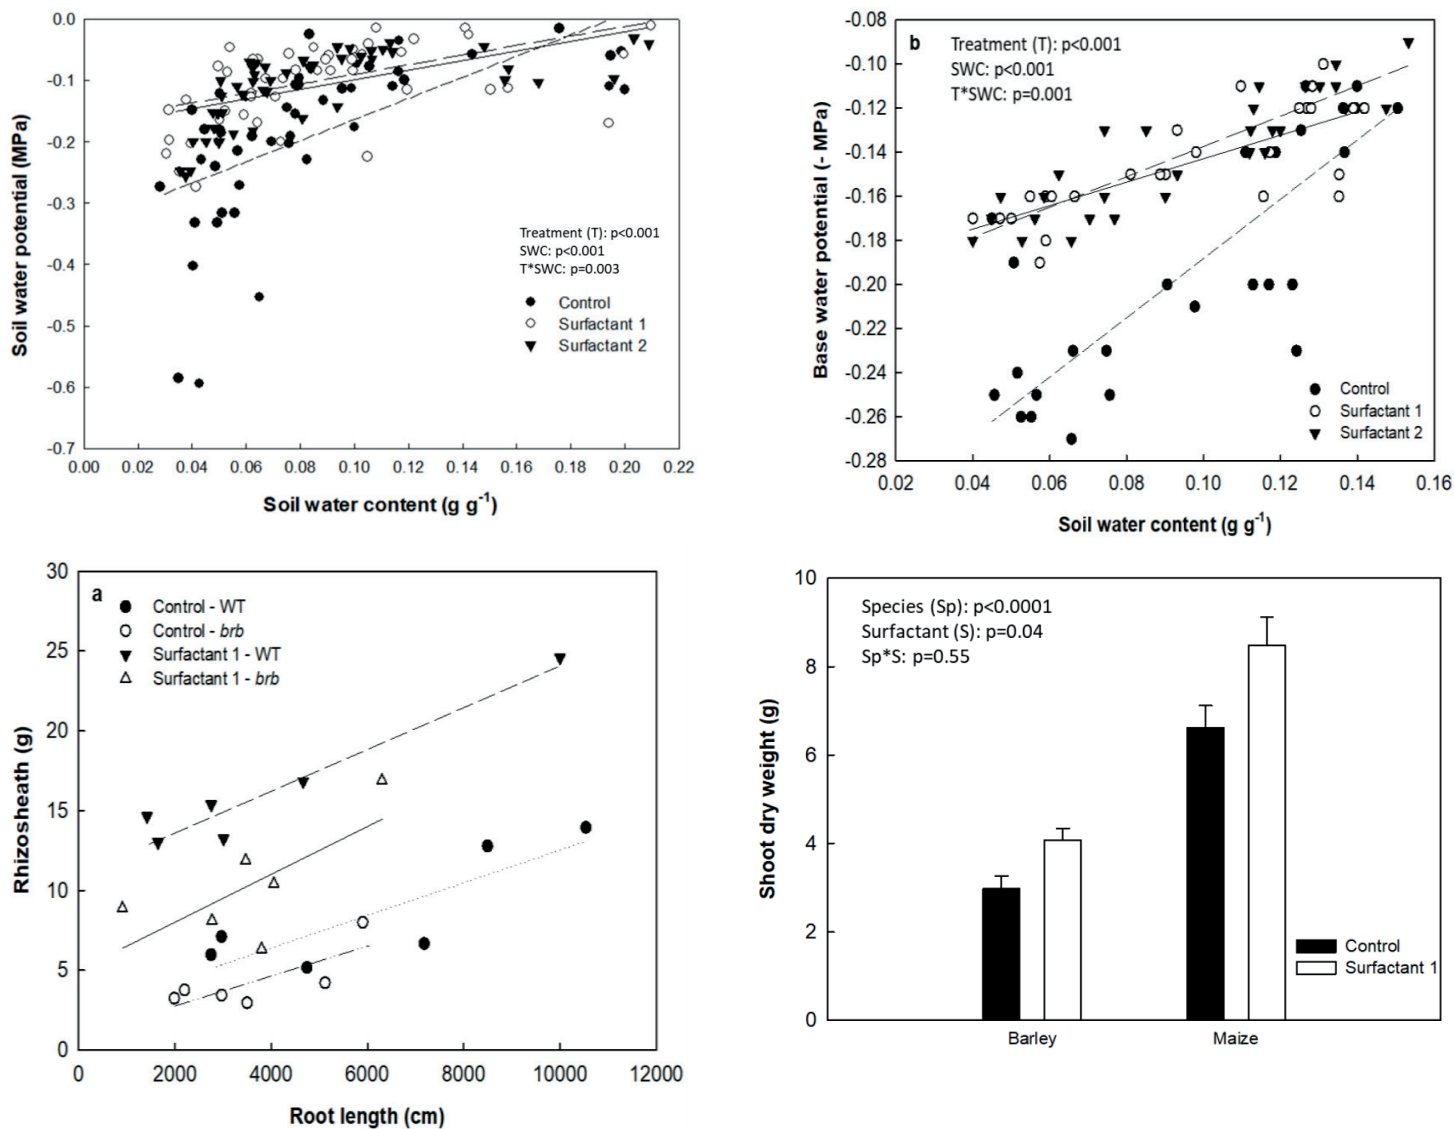 0.0
-0.1
-0.2
-0.3
-0.4
-0.5
-0.6
-0.7
Soil water potential (MPa)
Treatment (T): p<0.001
SWC: p<0.001
T*SWC: p=0.003
Control
Surfactant 1
Surfactant 2
0.00 0.02 0.04 0.06 0.08 0.10 0.12 0.14 0.16 0.18 0.20 0.22
Soil water content (g g⁻¹)
-0.08
-0.10
-0.12
-0.14
-0.16
-0.18
-0.20
-0.22
-0.24
-0.26
-0.28
Base water potential (- MPa)
b
Treatment (T): p<0.001
SWC: p<0.001
T*SWC: p=0.001
Control
Surfactant 1
Surfactant 2
0.02 0.04 0.06 0.08 0.10 0.12 0.14 0.16
Soil water content (g g⁻¹)
30
25
20
15
10
5
0
Rhizosheath (g)
a
Control - WT
Control - brb
Surfactant 1 - WT
Surfactant 1 - brb
0 2000 4000 6000 8000 10000 12000
Root length (cm)
10
8
6
4
2
0
Shoot dry weight (g)
Species (Sp): p<0.0001
Surfactant (S): p=0.04
Sp*S: p=0.55
Control
Surfactant 1
Barley Maize